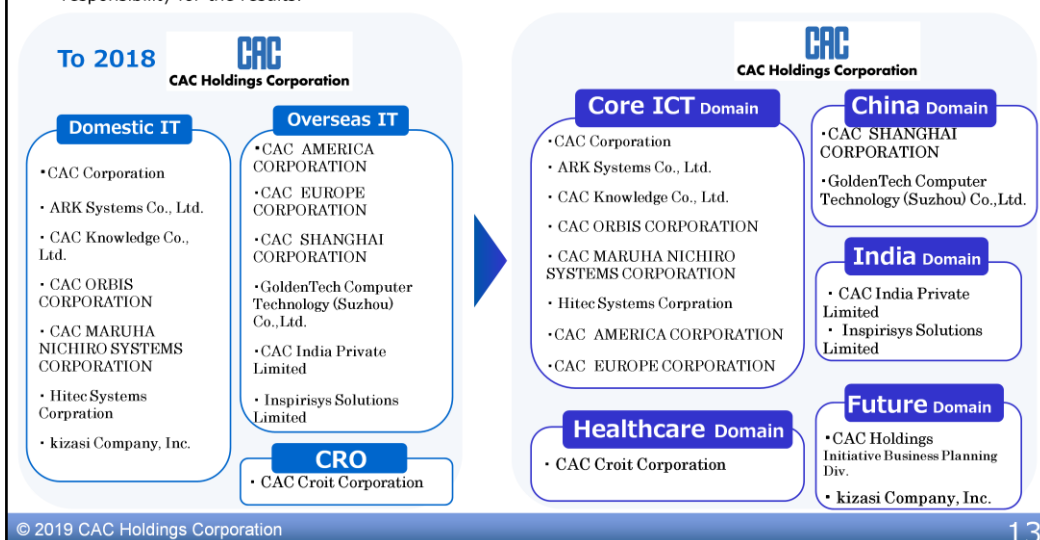 responsibility for the results.
To 2018
CAC
CAC Holdings Corporation
Domestic IT
・CAC Corporation
・ARK Systems Co., Ltd.
・CAC Knowledge Co.,
Ltd.
・CAC ORBIS
CORPORATION
・CAC MARUHA
NICHIRO SYSTEMS
CORPORATION
・Hitec Systems
Corpration
・kizasi Company, Inc.
Overseas IT
・CAC AMERICA
CORPORATION
・CAC EUROPE
CORPORATION
・CAC SHANGHAI
CORPORATION
・GoldenTech Computer
Technology (Suzhou)
Co.,Ltd.
・CAC India Private
Limited
・Inspirisys Solutions
Limited
CRO
・CAC Croit Corporation
CAC
CAC Holdings Corporation
Core ICT Domain
・CAC Corporation
・ARK Systems Co., Ltd.
・CAC Knowledge Co., Ltd.
・CAC ORBIS CORPORATION
・CAC MARUHA NICHIRO
SYSTEMS CORPORATION
・Hitec Systems Corpration
・CAC AMERICA CORPORATION
・CAC EUROPE CORPORATION
Healthcare Domain
・CAC Croit Corporation
China Domain
・CAC SHANGHAI
CORPORATION
・GoldenTech Computer
Technology (Suzhou) Co.,Ltd.
India Domain
・CAC India Private
Limited
・Inspirisys Solutions
Limited
Future Domain
・CAC Holdings
Initiative Business Planning
Div.
・kizasi Company, Inc.
© 2019 CAC Holdings Corporation
13